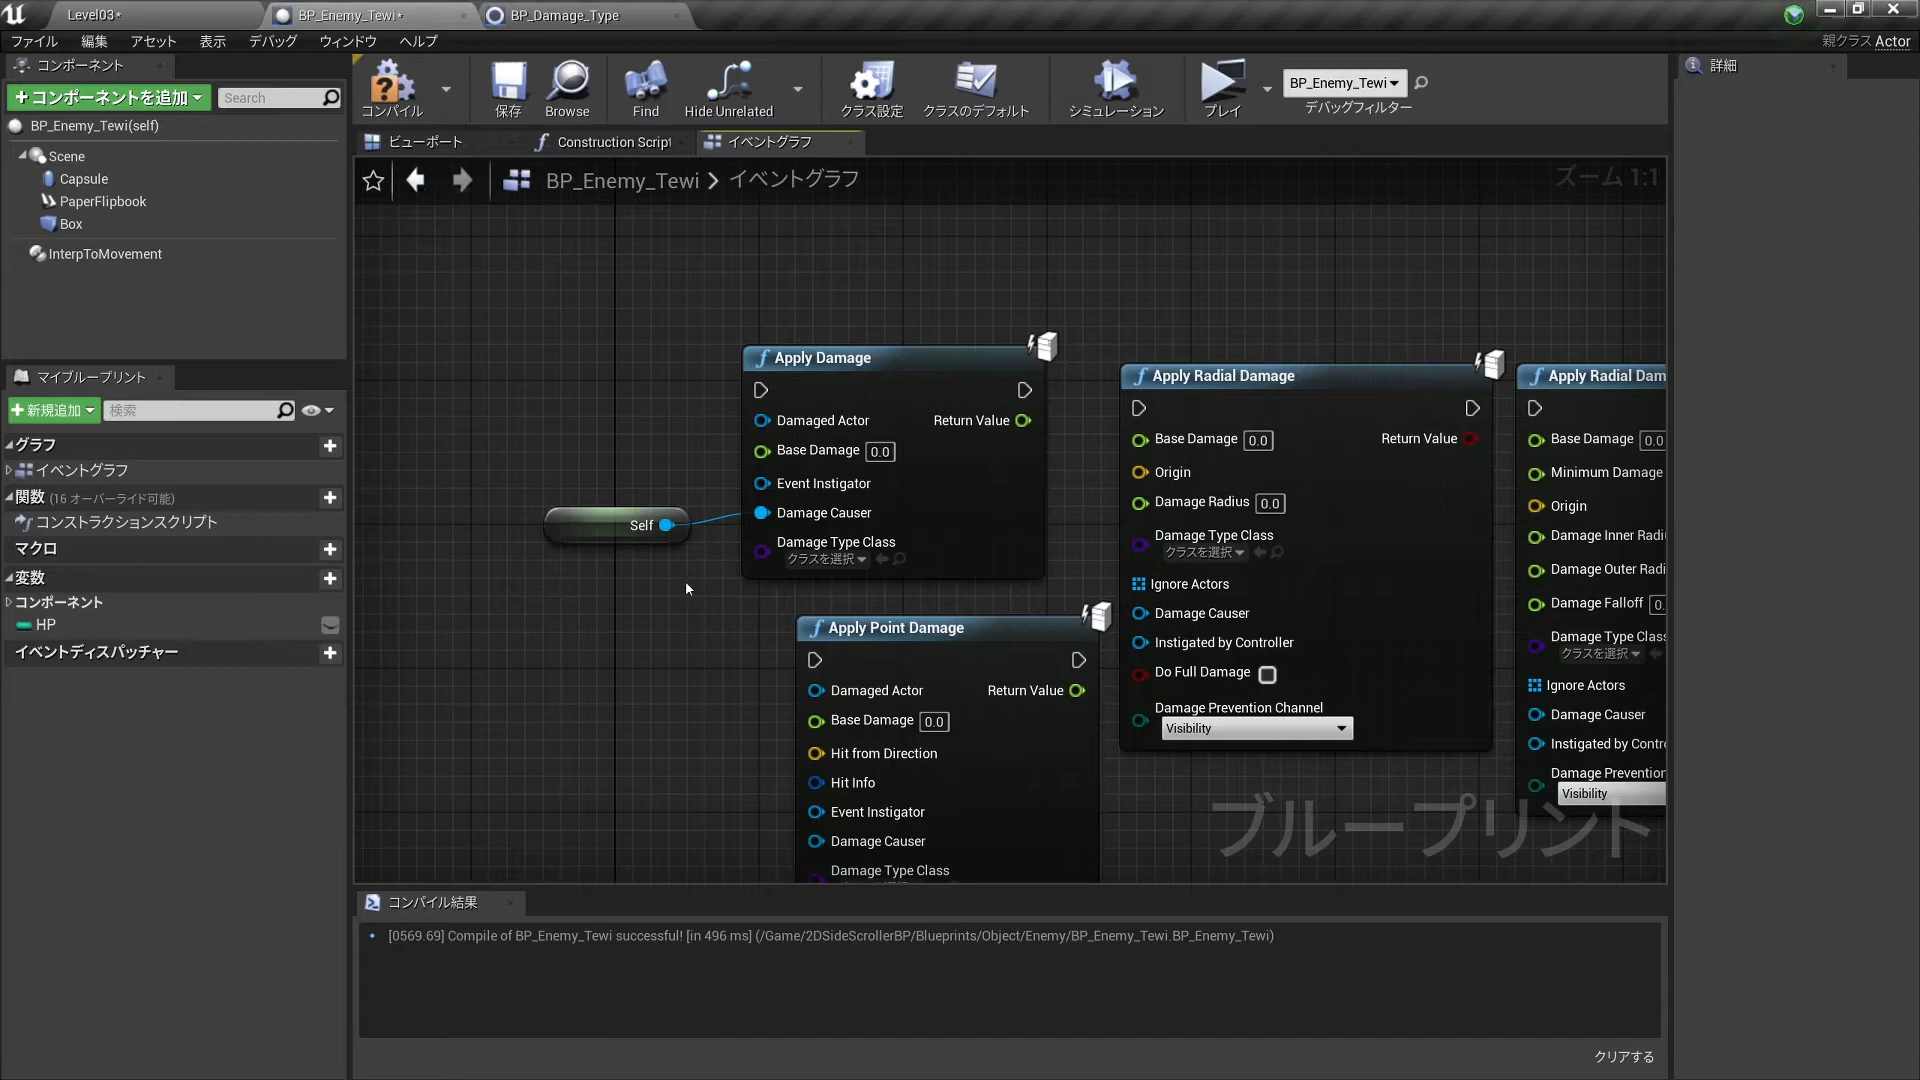 Level03*
BP_Enemy_Tewi*
BP_Damage_Type
ファイル
編集
アセット
表示
デバッグ
ウィンドウ
ヘルプ
親クラス Actor
コンポーネント
+コンポーネントを追加
Search
BP_Enemy_Tewi(self)
Scene
Capsule
PaperFlipbook
Box
InterpToMovement
マイブループリント
+新規追加
検索
グラフ
イベントグラフ
関数 (16 オーバーライド可能)
コンストラクションスクリプト
マクロ
変数
コンポーネント
HP
イベントディスパッチャー
コンパイル
保存
Browse
Find
Hide Unrelated
クラス設定
クラスのデフォルト
シミュレーション
プレイ
BP_Enemy_Tewi
デバッグフィルター
ビューポート
Construction Script
イベントグラフ
BP_Enemy_Tewi > イベントグラフ
ズーム 1:1
Self
Apply Damage
Damaged Actor
Return Value
Base Damage 0.0
Event Instigator
Damage Causer
Damage Type Class
クラスを選択
Apply Point Damage
Damaged Actor
Return Value
Base Damage 0.0
Hit from Direction
Hit Info
Event Instigator
Damage Causer
Damage Type Class
Apply Radial Damage
Base Damage 0.0
Return Value
Origin
Damage Radius 0.0
Damage Type Class
クラスを選択
Ignore Actors
Damage Causer
Instigated by Controller
Do Full Damage
Damage Prevention Channel
Visibility
Apply Radial Dam
Base Damage 0.0
Minimum Damage
Origin
Damage Inner Radi
Damage Outer Radi
Damage Falloff 0.
Damage Type Class
クラスを選択
Ignore Actors
Damage Causer
Instigated by Contr
Damage Prevention
Visibility
ブループリント
コンパイル結果
[0569.69] Compile of BP_Enemy_Tewi successful! [in 496 ms] (/Game/2DSideScrollerBP/Blueprints/Object/Enemy/BP_Enemy_Tewi.BP_Enemy_Tewi)
クリアする
詳細